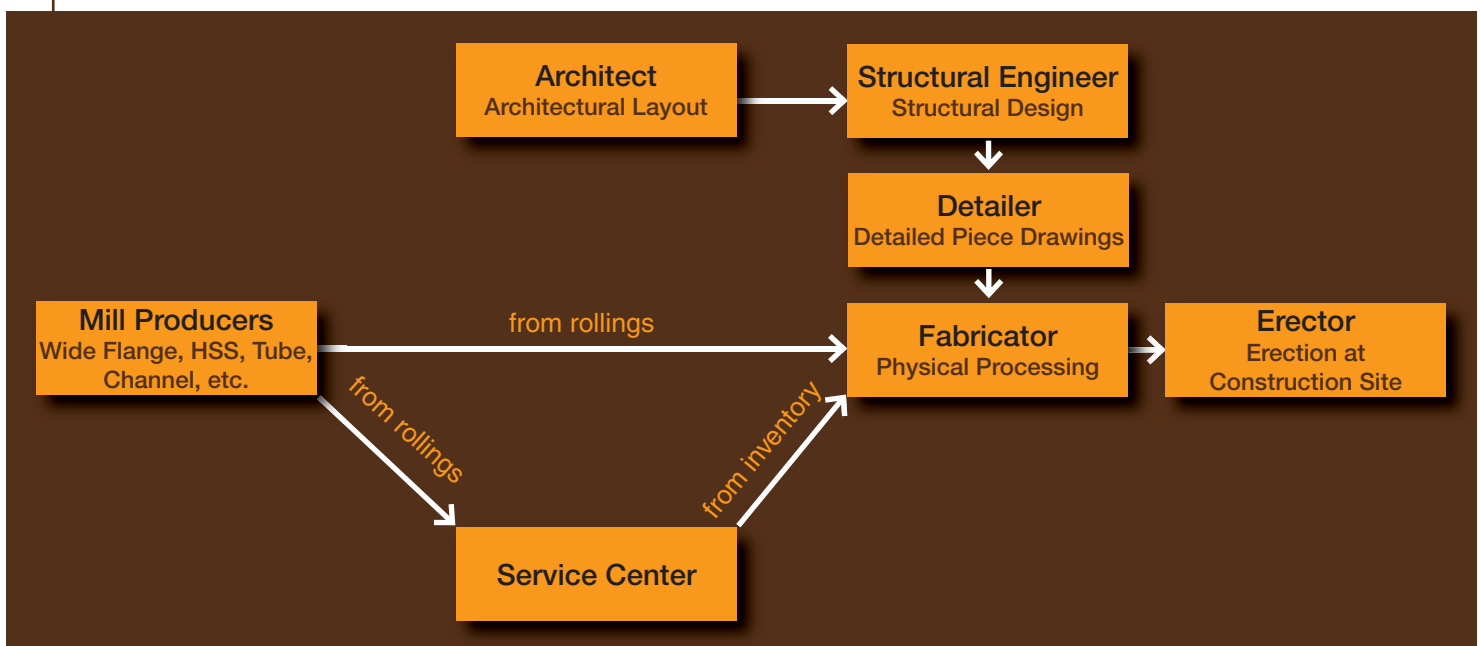 Architect
Architectural Layout
Structural Engineer
Structural Design
Detailer
Detailed Piece Drawings
Mill Producers
Wide Flange, HSS, Tube,
Channel, etc.
from rollings
Fabricator
Physical Processing
Erector
Erection at
Construction Site
from rollings
from inventory
Service Center